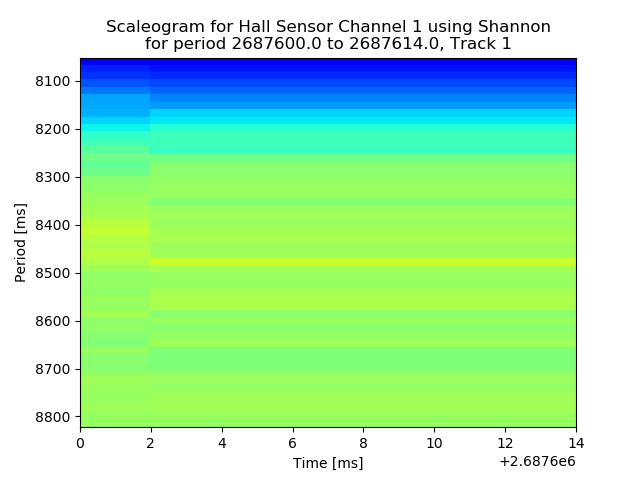 Scaleogram for Hall Sensor Channel 1 using Shannon
for period 2687600.0 to 2687614.0, Track 1
Period [ms]
8100
8200
8300
8400
8500
8600
8700
8800
0 2 4 6 8 10 12 14
Time [ms]
+2.6876e6